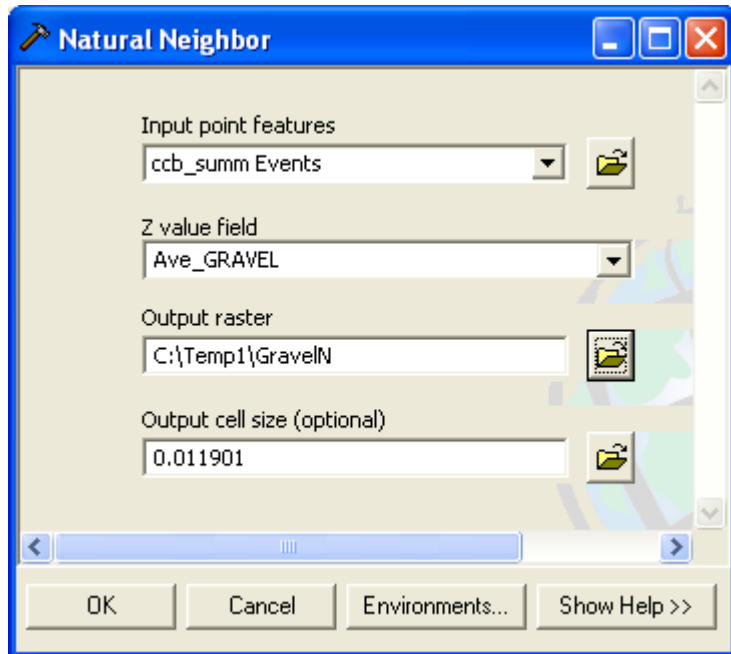 Natural Neighbor
Input point features
ccb_summ Events
Z value field
Ave_GRAVEL
Output raster
C:\Temp1\GravelN
Output cell size (optional)
0.011901
OK Cancel Environments... Show Help >>